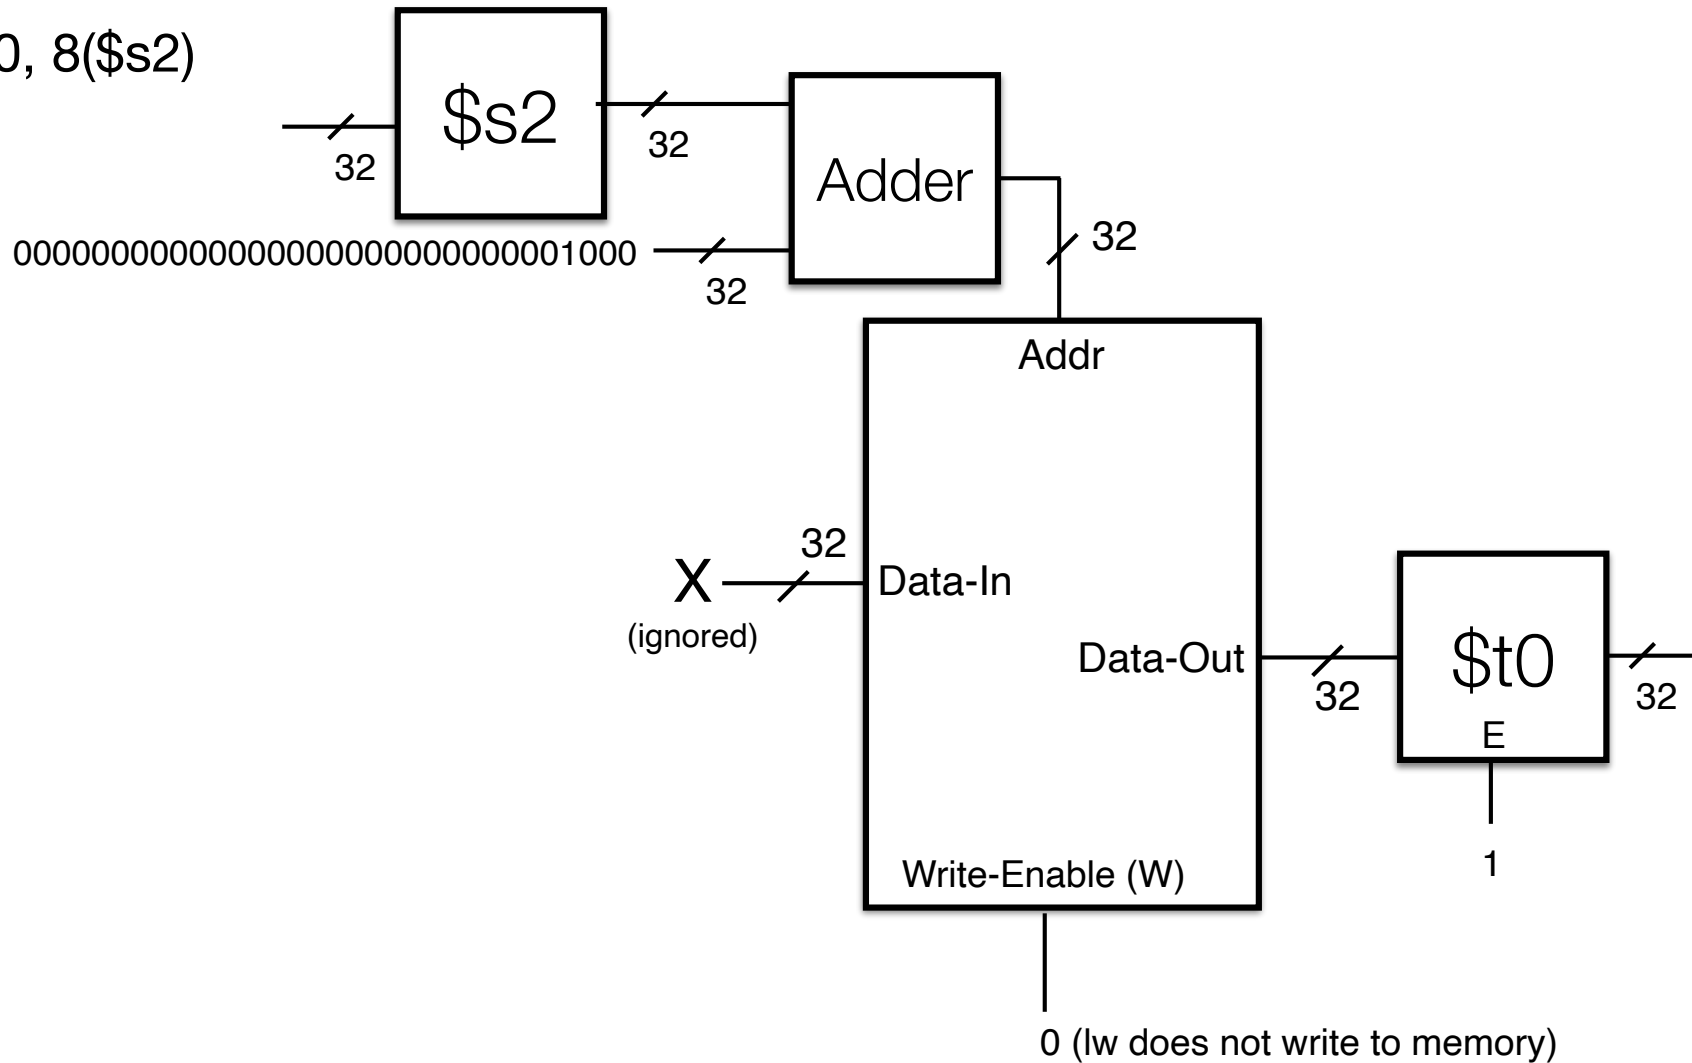 0, 8($s2)
$s2
32
32
Adder
32
00000000000000000000000000001000
32
Addr
32
X
(ignored)
Data-In
Data-Out
32
$t0
E
32
1
Write-Enable (W)
0 (lw does not write to memory)